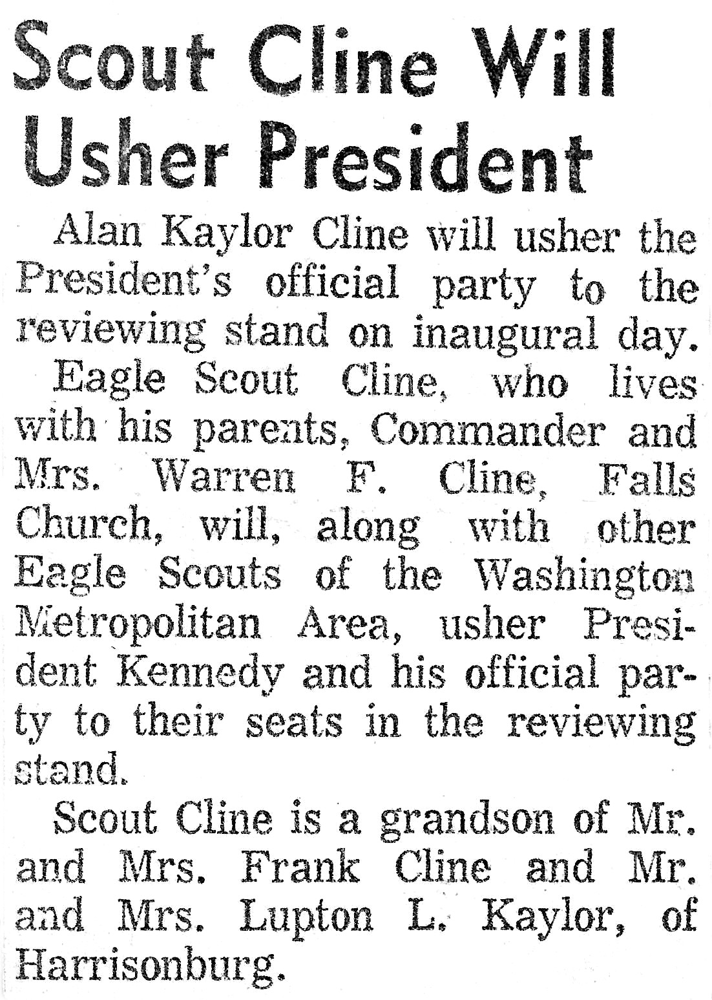 Scout Cline Will
Usher President
Alan Kaylor Cline will usher the
President's official party to the
reviewing stand on inaugural day.
Eagle Scout Cline, who lives
with his parents, Commander and
Mrs. Warren F. Cline, Falls
Church, will, along with other
Eagle Scouts of the Washington
Metropolitan Area, usher Presi-
dent Kennedy and his official par-
ty to their seats in the reviewing
stand.
Scout Cline is a grandson of Mr.
and Mrs. Frank Cline and Mr.
and Mrs. Lupton L. Kaylor, of
Harrisonburg.